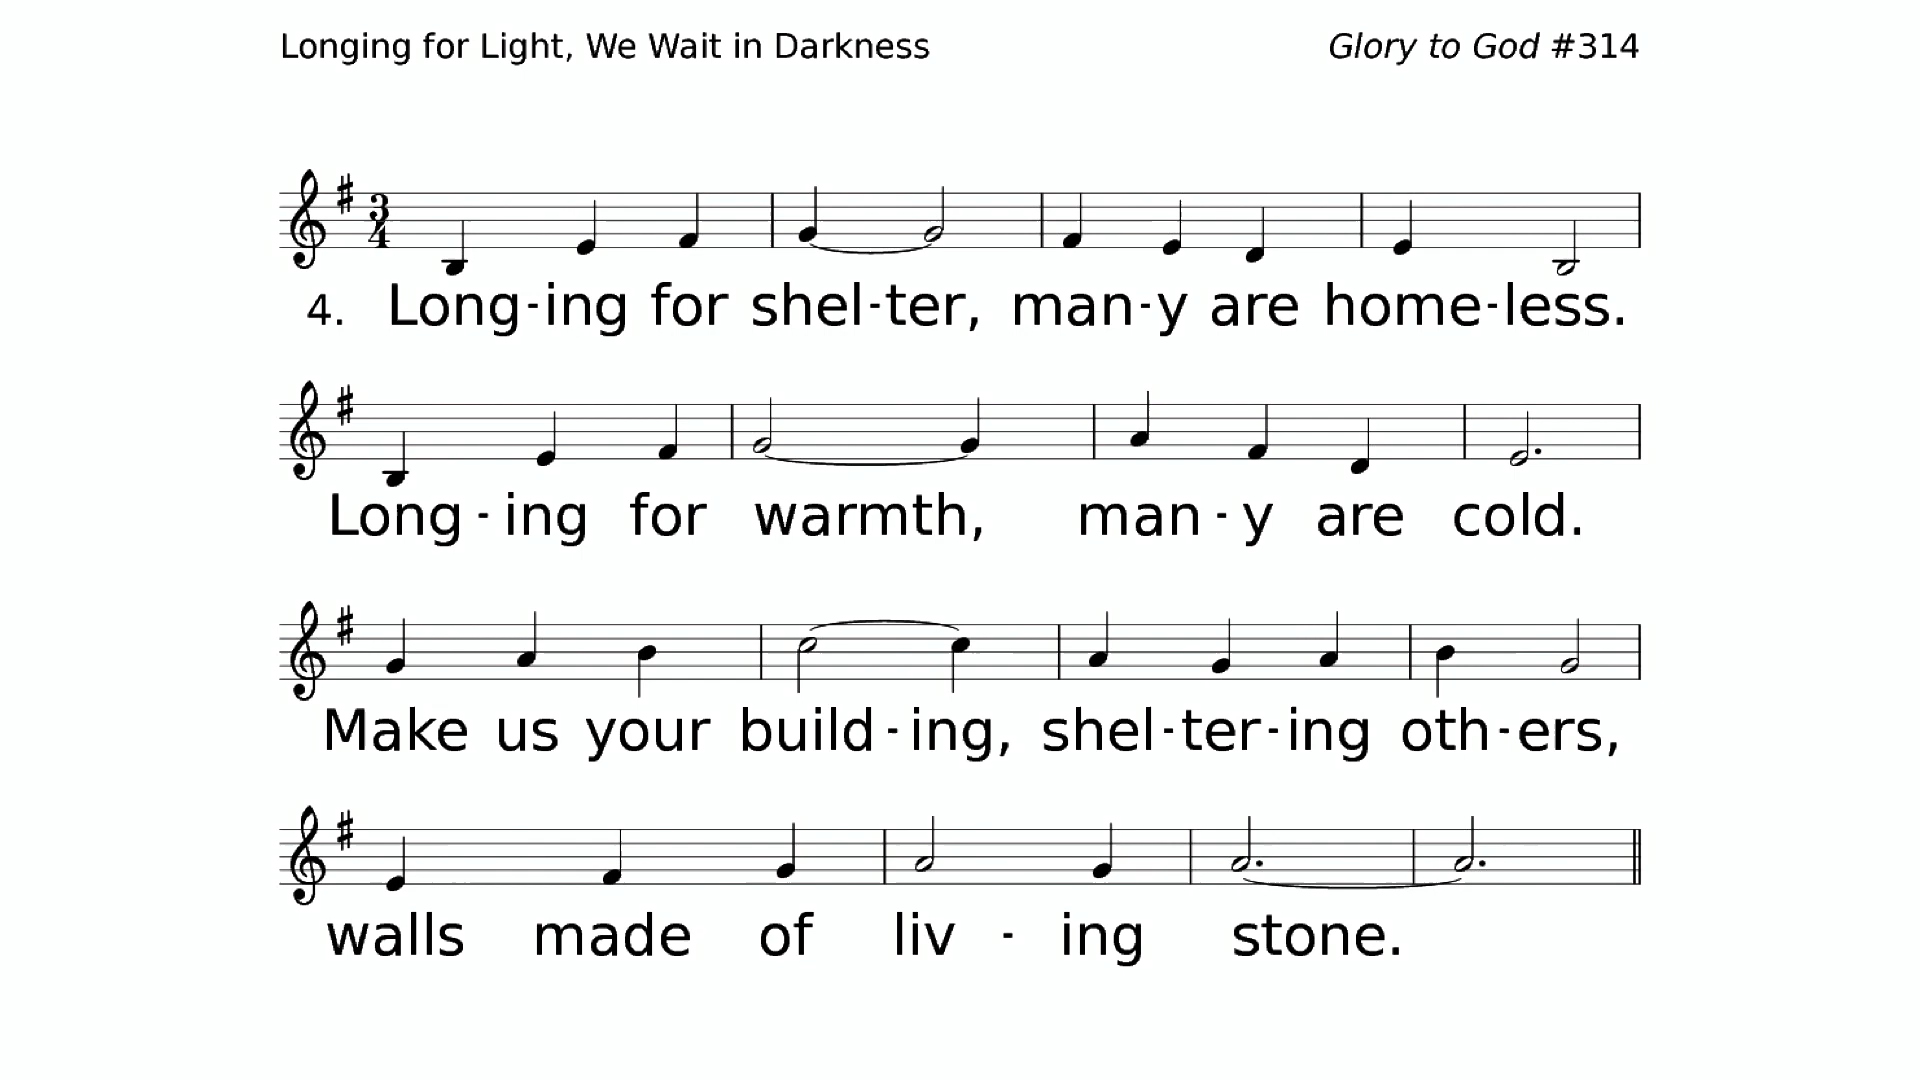 Longing for Light, We Wait in Darkness Glory to God #314
4. Long-ing for shel-ter, man-y are home-less.
Long-ing for warmth, man-y are cold.
Make us your build-ing, shel-ter-ing oth-ers,
walls made of liv-ing stone.